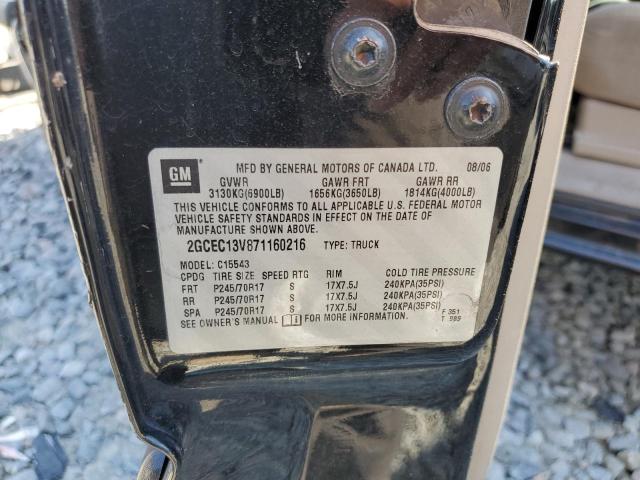 GM
MFD BY GENERAL MOTORS OF CANADA LTD. 08/06
GVWR GAWR FRT GAWR RR
3130KG(6900LB) 1656KG(3650LB) 1814KG(4000LB)
THIS VEHICLE CONFORMS TO ALL APPLICABLE U.S. FEDERAL MOTOR
VEHICLE SAFETY STANDARDS IN EFFECT ON THE DATE OF
MANUFACTURE SHOWN ABOVE.
2GCEC13V871160216 TYPE: TRUCK
MODEL: C15543
CPDG TIRE SIZE SPEED RTG RIM COLD TIRE PRESSURE
FRT P245/70R17 S 17X7.5J 240KPA(35PSI)
RR P245/70R17 S 17X7.5J 240KPA(35PSI)
SPA P245/70R17 S 17X7.5J 240KPA(35PSI)
SEE OWNER'S MANUAL FOR MORE INFORMATION. F 351
T 989